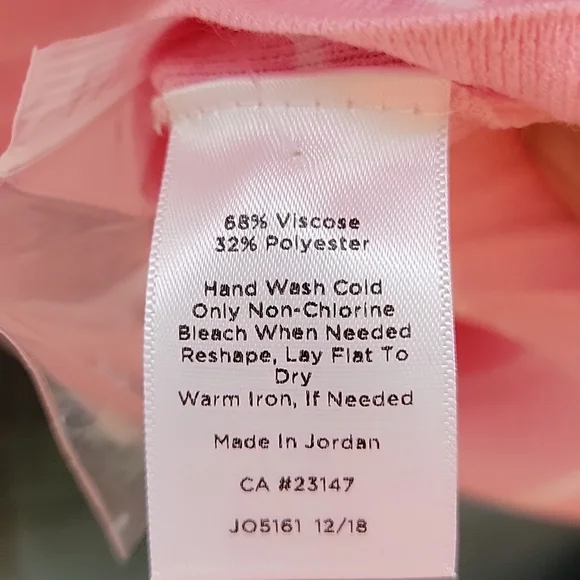 68% Viscose
32% Polyester
Hand Wash Cold
Only Non-Chlorine
Bleach When Needed
Reshape, Lay Flat To
Dry
Warm Iron, If Needed
Made In Jordan
CA #23147
JO5161 12/18